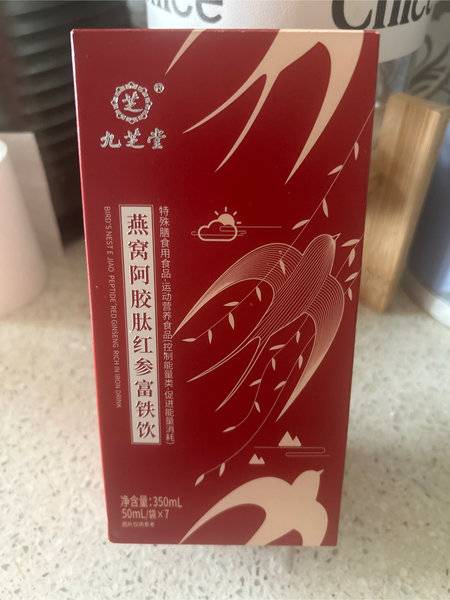 nice
Chice
芝
®
九芝堂
燕窝阿胶肽红参富铁饮
BIRD'S NEST E JIAO PEPTIDE RED GINSENG RICH IN IRON DRINK
特殊膳食用食品·运动营养食品(控制能量类·促进能量消耗)
净含量:350mL
50mL/袋×7
图片仅供参考